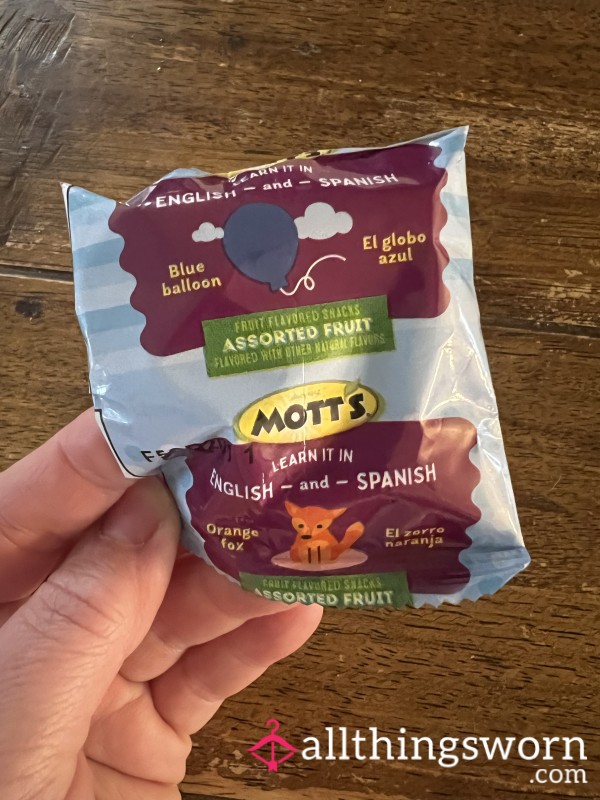 LEARN IT IN
ENGLISH – and – SPANISH
Blue
balloon
El globo
azul
FRUIT FLAVORED SNACKS
ASSORTED FRUIT
FLAVORED WITH OTHER NATURAL FLAVORS
MOTT'S
LEARN IT IN
ENGLISH – and – SPANISH
Orange
fox
El zorro
naranja
FRUIT FLAVORED SNACKS
ASSORTED FRUIT
allthingsworn
.com